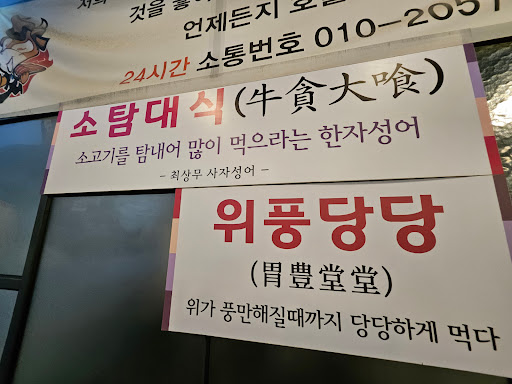 것을 좋
언제든지
24시간 소통번호 010-2057
소탐대식(牛貪大喰)
소고기를 탐내어 많이 먹으라는 한자성어
- 최상무 사자성어 -
위풍당당
(胃豊堂堂)
위가 풍만해질때까지 당당하게 먹다